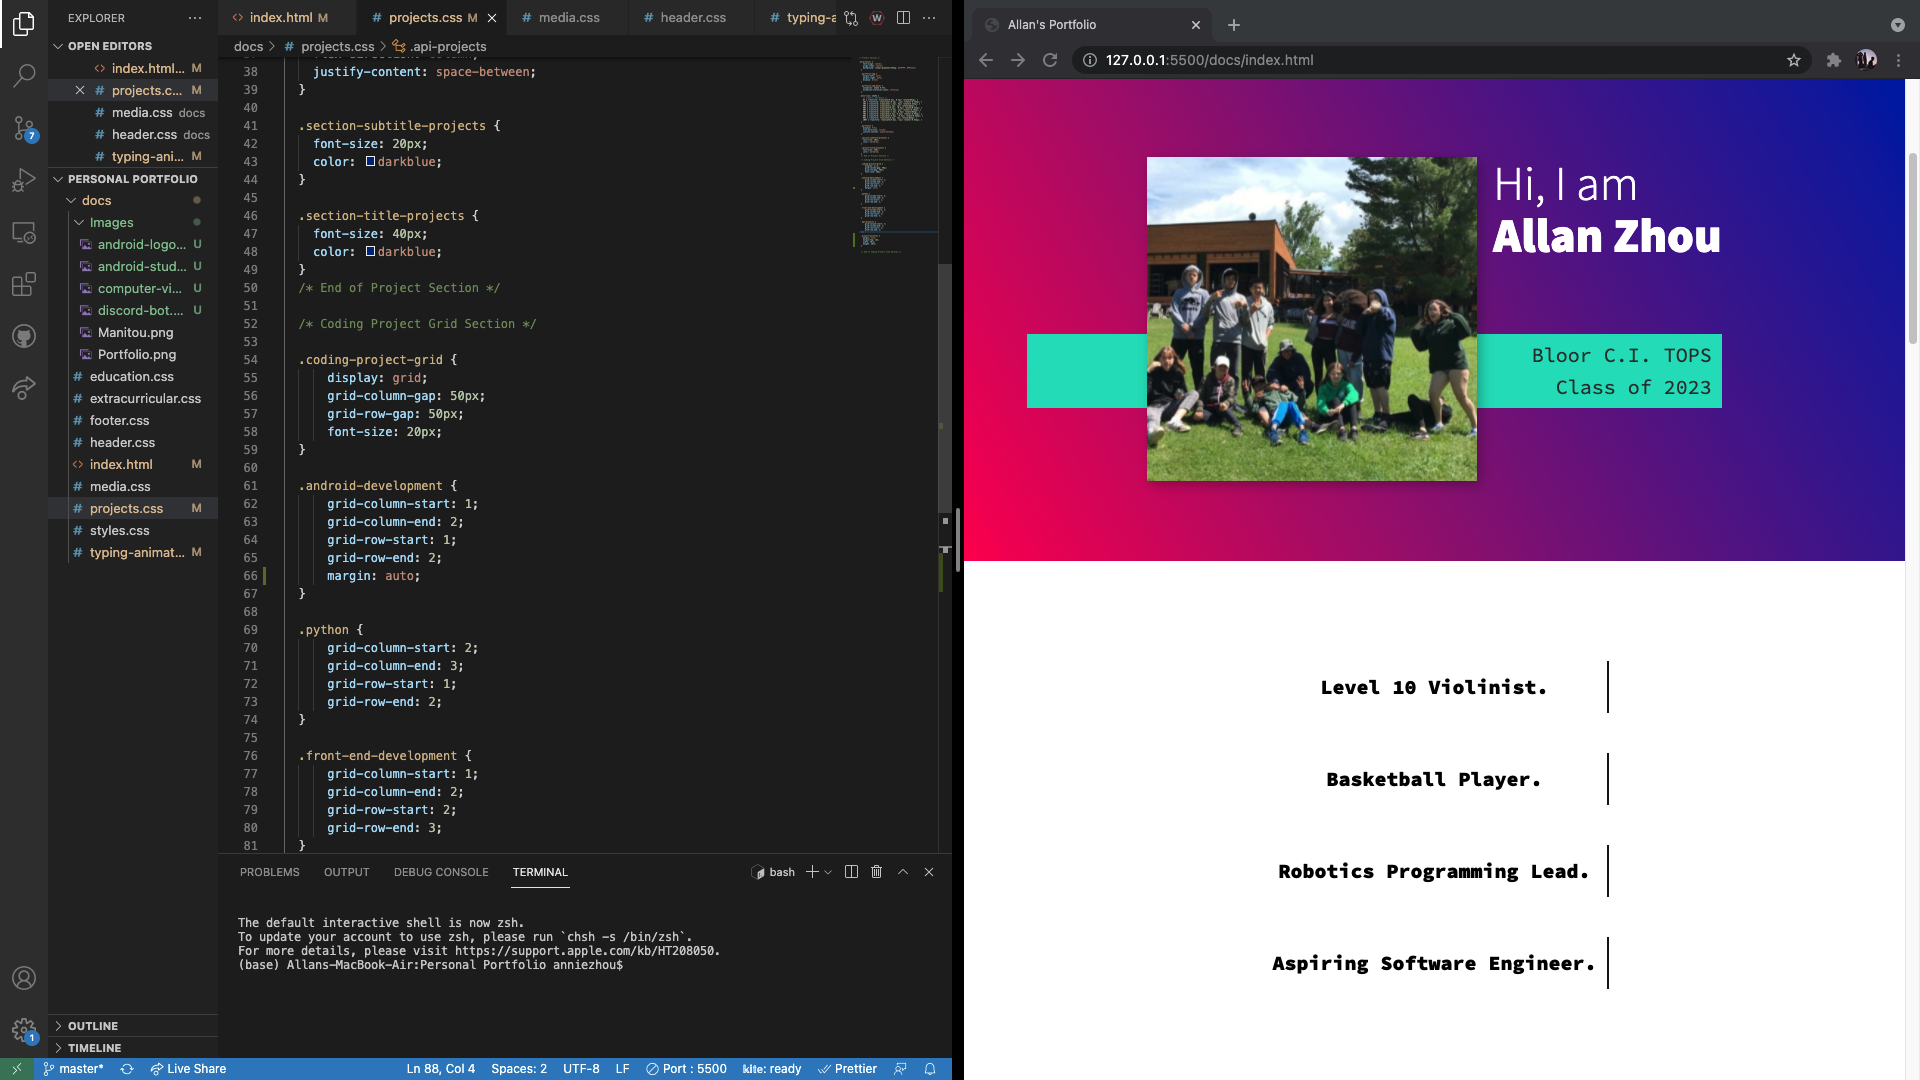 EXPLORER
OPEN EDITORS
index.html... M
projects.c... M
media.css docs
header.css docs
typing-ani... M
PERSONAL PORTFOLIO
docs
Images
android-logo... U
android-stud... U
computer-vi... U
discord-bot.... U
Manitou.png
Portfolio.png
education.css
extracurricular.css
footer.css
header.css
index.html M
media.css
projects.css M
styles.css
typing-animat... M
OUTLINE
TIMELINE
7
1
index.html M
projects.css M
media.css
header.css
typing-a
docs > # projects.css > .api-projects
38 justify-content: space-between;
39 }
40
41 .section-subtitle-projects {
42 font-size: 20px;
43 color: darkblue;
44 }
45
46 .section-title-projects {
47 font-size: 40px;
48 color: darkblue;
49 }
50 /* End of Project Section */
51
52 /* Coding Project Grid Section */
53
54 .coding-project-grid {
55 display: grid;
56 grid-column-gap: 50px;
57 grid-row-gap: 50px;
58 font-size: 20px;
59 }
60
61 .android-development {
62 grid-column-start: 1;
63 grid-column-end: 2;
64 grid-row-start: 1;
65 grid-row-end: 2;
66 margin: auto;
67 }
68
69 .python {
70 grid-column-start: 2;
71 grid-column-end: 3;
72 grid-row-start: 1;
73 grid-row-end: 2;
74 }
75
76 .front-end-development {
77 grid-column-start: 1;
78 grid-column-end: 2;
79 grid-row-start: 2;
80 grid-row-end: 3;
81 }
PROBLEMS OUTPUT DEBUG CONSOLE TERMINAL bash
The default interactive shell is now zsh.
To update your account to use zsh, please run `chsh -s /bin/zsh`.
For more details, please visit https://support.apple.com/kb/HT208050.
(base) Allans-MacBook-Air:Personal Portfolio anniezhou$
master* Live Share Ln 88, Col 4 Spaces: 2 UTF-8 LF Port : 5500 kite: ready Prettier
Allan's Portfolio
127.0.0.1:5500/docs/index.html
Hi, I am
Allan Zhou
Bloor C.I. TOPS
Class of 2023
Level 10 Violinist.
Basketball Player.
Robotics Programming Lead.
Aspiring Software Engineer.